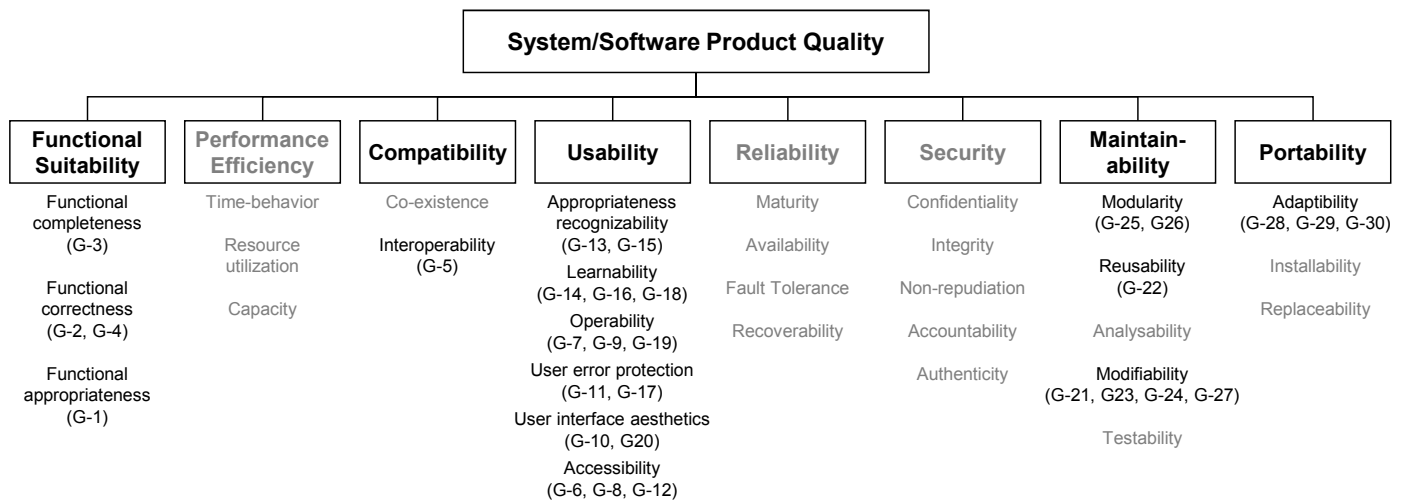 System/Software Product Quality
Functional
Suitability
Functional
completeness
(G-3)
Functional
correctness
(G-2, G-4)
Functional
appropriateness
(G-1)
Performance
Efficiency
Time-behavior
Resource
utilization
Capacity
Compatibility
Co-existence
Interoperability
(G-5)
Usability
Appropriateness
recognizability
(G-13, G-15)
Learnability
(G-14, G-16, G-18)
Operability
(G-7, G-9, G-19)
User error protection
(G-11, G-17)
User interface aesthetics
(G-10, G20)
Accessibility
(G-6, G-8, G-12)
Reliability
Maturity
Availability
Fault Tolerance
Recoverability
Security
Confidentiality
Integrity
Non-repudiation
Accountability
Authenticity
Maintain-
ability
Modularity
(G-25, G26)
Reusability
(G-22)
Analysability
Modifiability
(G-21, G23, G-24, G-27)
Testability
Portability
Adaptibility
(G-28, G-29, G-30)
Installability
Replaceability